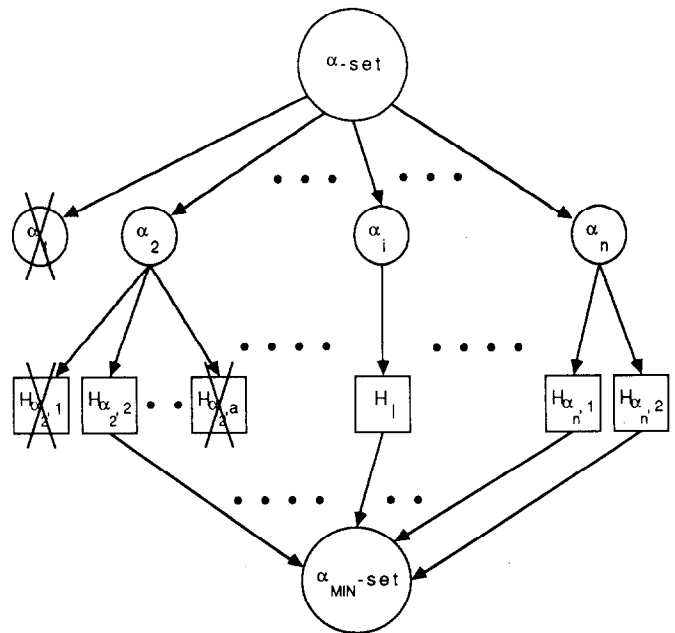 α-set
α1
α2
αi
αn
Hα2,1
Hα2,2
Hα2,a
HI
Hαn,1
Hαn,2
αMIN-set